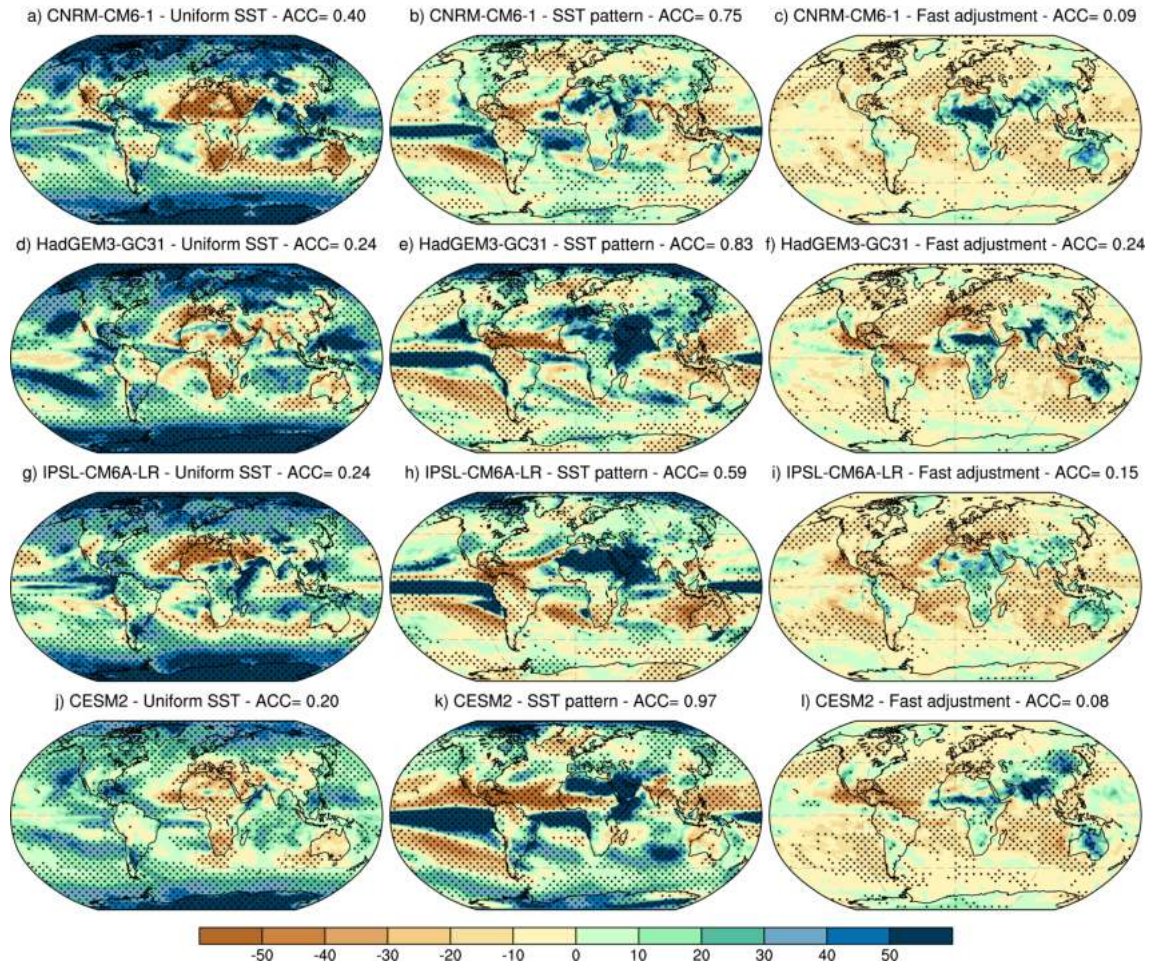 a) CNRM-CM6-1 - Uniform SST - ACC= 0.40
b) CNRM-CM6-1 - SST pattern - ACC= 0.75
c) CNRM-CM6-1 - Fast adjustment - ACC= 0.09
d) HadGEM3-GC31 - Uniform SST - ACC= 0.24
e) HadGEM3-GC31 - SST pattern - ACC= 0.83
f) HadGEM3-GC31 - Fast adjustment - ACC= 0.24
g) IPSL-CM6A-LR - Uniform SST - ACC= 0.24
h) IPSL-CM6A-LR - SST pattern - ACC= 0.59
i) IPSL-CM6A-LR - Fast adjustment - ACC= 0.15
j) CESM2 - Uniform SST - ACC= 0.20
k) CESM2 - SST pattern - ACC= 0.97
l) CESM2 - Fast adjustment - ACC= 0.08
-50 -40 -30 -20 -10 0 10 20 30 40 50